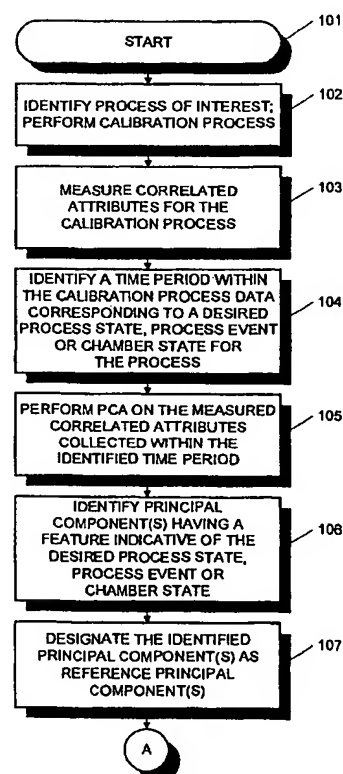 START
101
IDENTIFY PROCESS OF INTEREST;
PERFORM CALIBRATION PROCESS
102
MEASURE CORRELATED
ATTRIBUTES FOR THE
CALIBRATION PROCESS
103
IDENTIFY A TIME PERIOD WITHIN
THE CALIBRATION PROCESS DATA
CORRESPONDING TO A DESIRED
PROCESS STATE, PROCESS EVENT
OR CHAMBER STATE FOR
THE PROCESS
104
PERFORM PCA ON THE MEASURED
CORRELATED ATTRIBUTES
COLLECTED WITHIN THE
IDENTIFIED TIME PERIOD
105
IDENTIFY PRINCIPAL
COMPONENT(S) HAVING A
FEATURE INDICATIVE OF THE
DESIRED PROCESS STATE,
PROCESS EVENT OR
CHAMBER STATE
106
DESIGNATE THE IDENTIFIED
PRINCIPAL COMPONENT(S) AS
REFERENCE PRINCIPAL
COMPONENT(S)
107
A